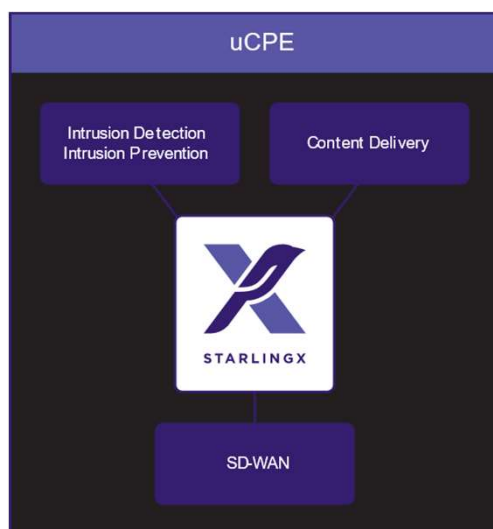 uCPE
Intrusion Detection
Intrusion Prevention
Content Delivery
STARLINGX
SD-WAN